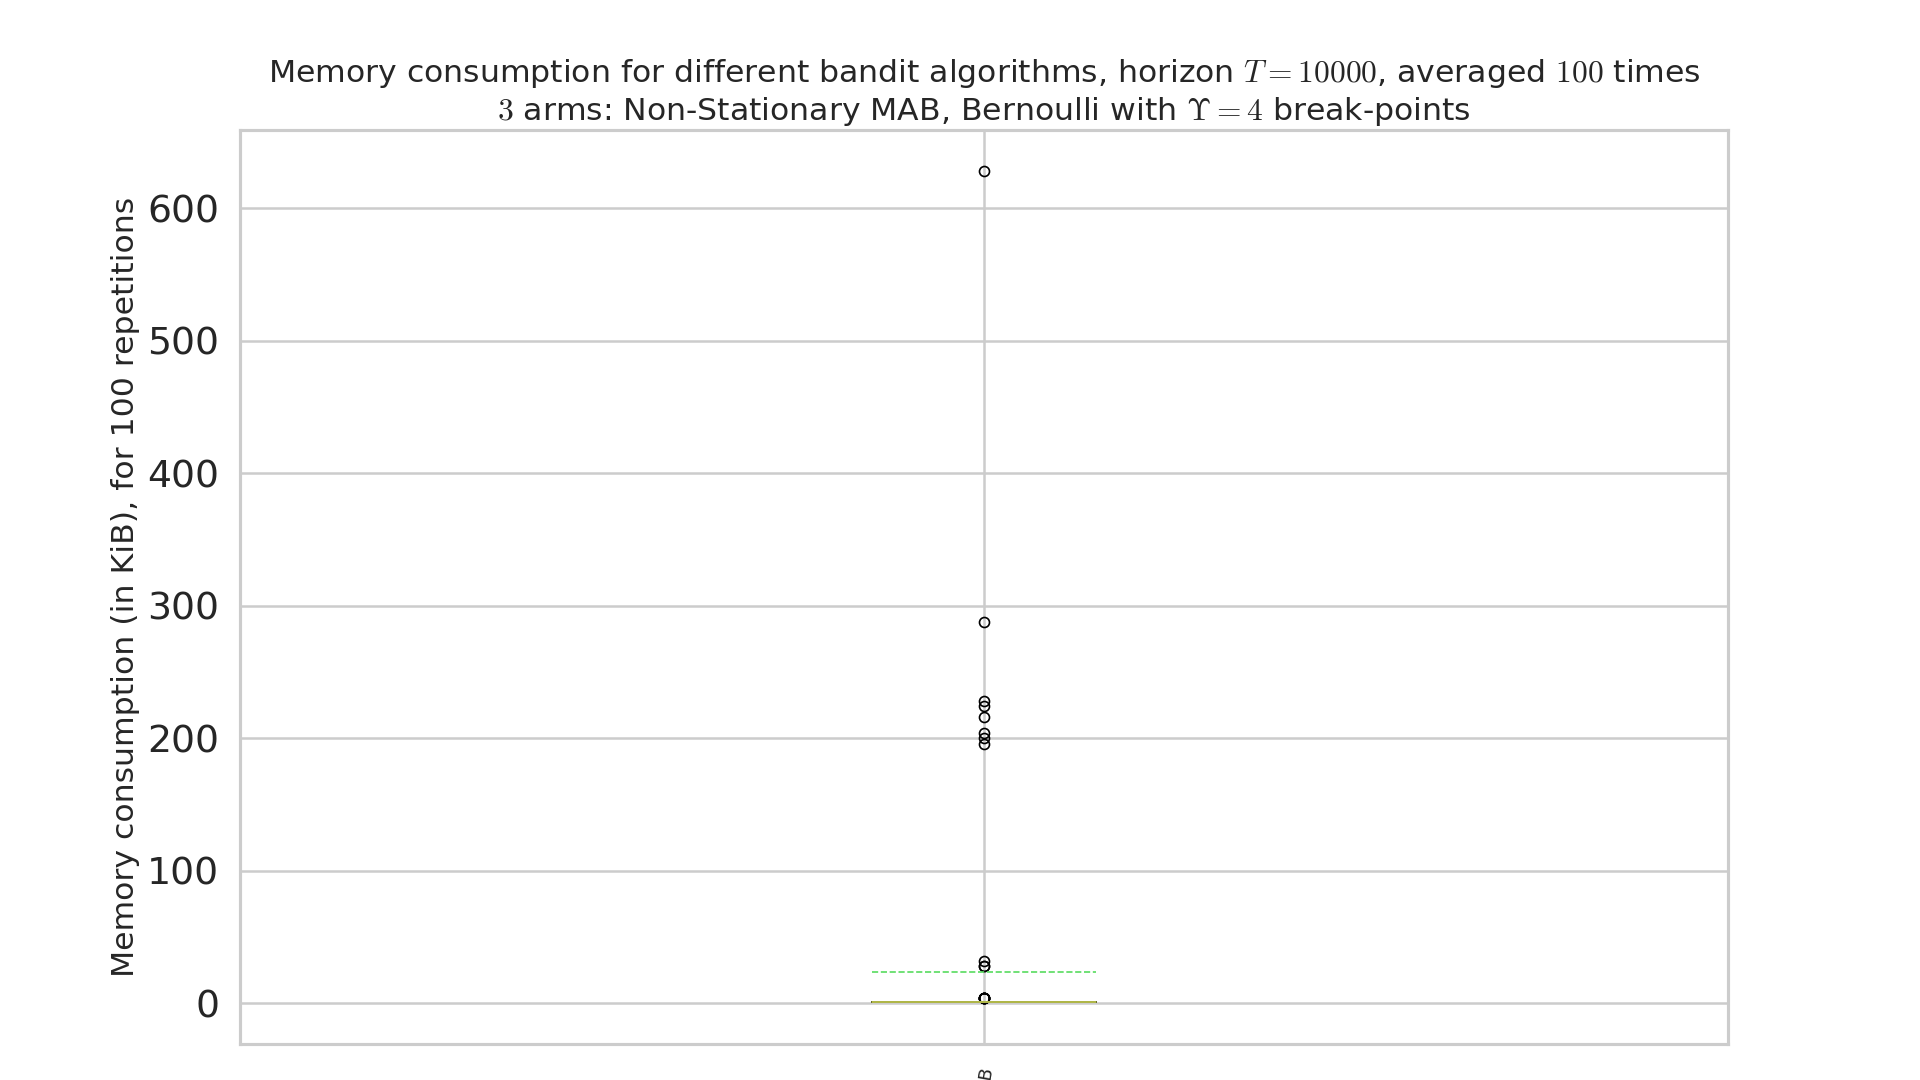 Memory consumption for different bandit algorithms, horizon T = 10000, averaged 100 times
3 arms: Non-Stationary MAB, Bernoulli with Υ = 4 break-points
Memory consumption (in KiB), for 100 repetitions
600
500
400
300
200
100
0
B